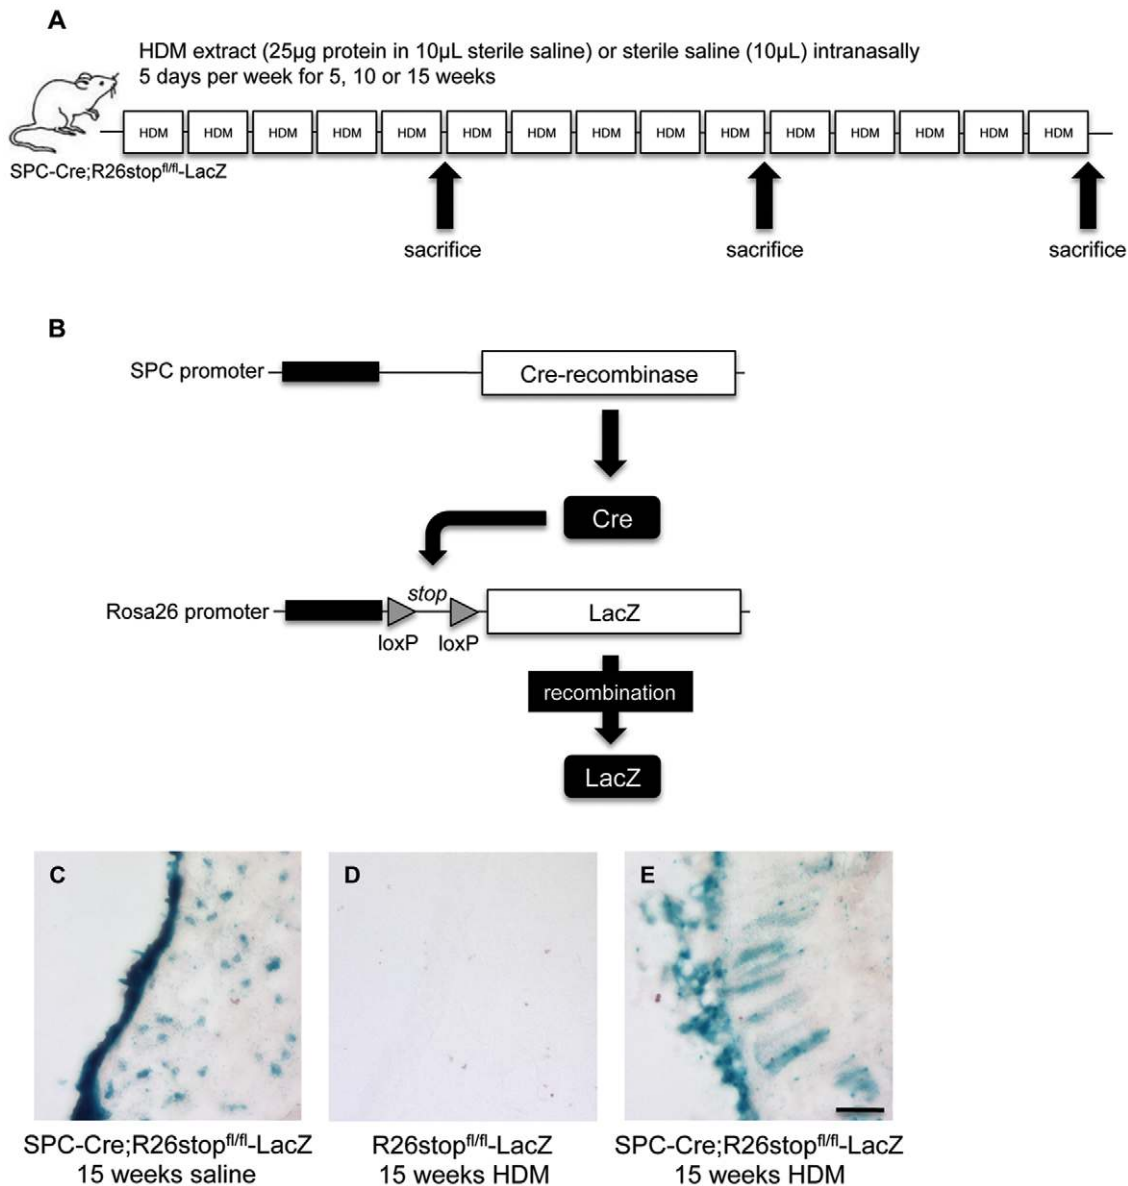 A
HDM extract (25µg protein in 10µL sterile saline) or sterile saline (10µL) intranasally
5 days per week for 5, 10 or 15 weeks
HDM HDM HDM HDM HDM HDM HDM HDM HDM HDM HDM HDM HDM HDM HDM
SPC-Cre;R26stopfl/fl-LacZ
sacrifice sacrifice sacrifice
B
SPC promoter Cre-recombinase
Cre
stop
Rosa26 promoter LacZ
loxP loxP
recombination
LacZ
C D E
SPC-Cre;R26stopfl/fl-LacZ R26stopfl/fl-LacZ SPC-Cre;R26stopfl/fl-LacZ
15 weeks saline 15 weeks HDM 15 weeks HDM